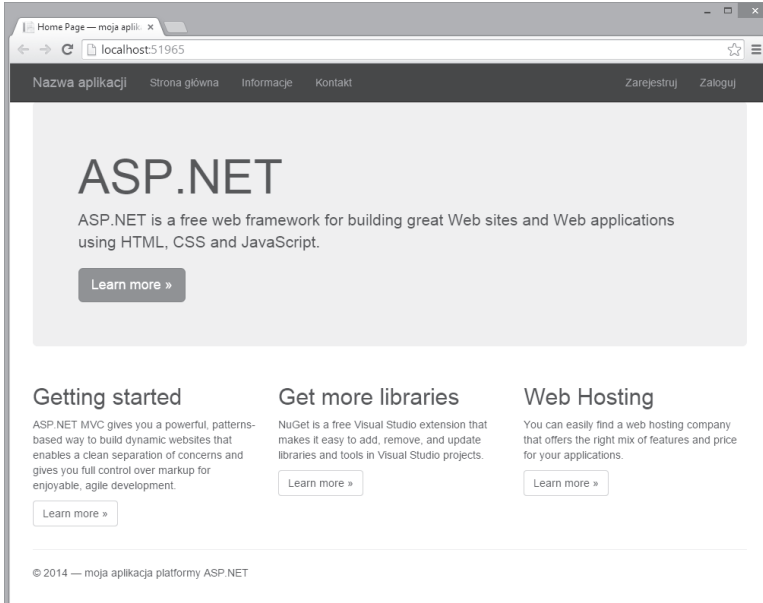 Home Page — moja aplik
localhost:51965
Nazwa aplikacji Strona główna Informacje Kontakt Zarejestruj Zaloguj
ASP.NET
ASP.NET is a free web framework for building great Web sites and Web applications
using HTML, CSS and JavaScript.
Learn more »
Getting started
ASP.NET MVC gives you a powerful, patterns-
based way to build dynamic websites that
enables a clean separation of concerns and
gives you full control over markup for
enjoyable, agile development.
Learn more »
Get more libraries
NuGet is a free Visual Studio extension that
makes it easy to add, remove, and update
libraries and tools in Visual Studio projects.
Learn more »
Web Hosting
You can easily find a web hosting company
that offers the right mix of features and price
for your applications.
Learn more »
© 2014 — moja aplikacja platformy ASP.NET